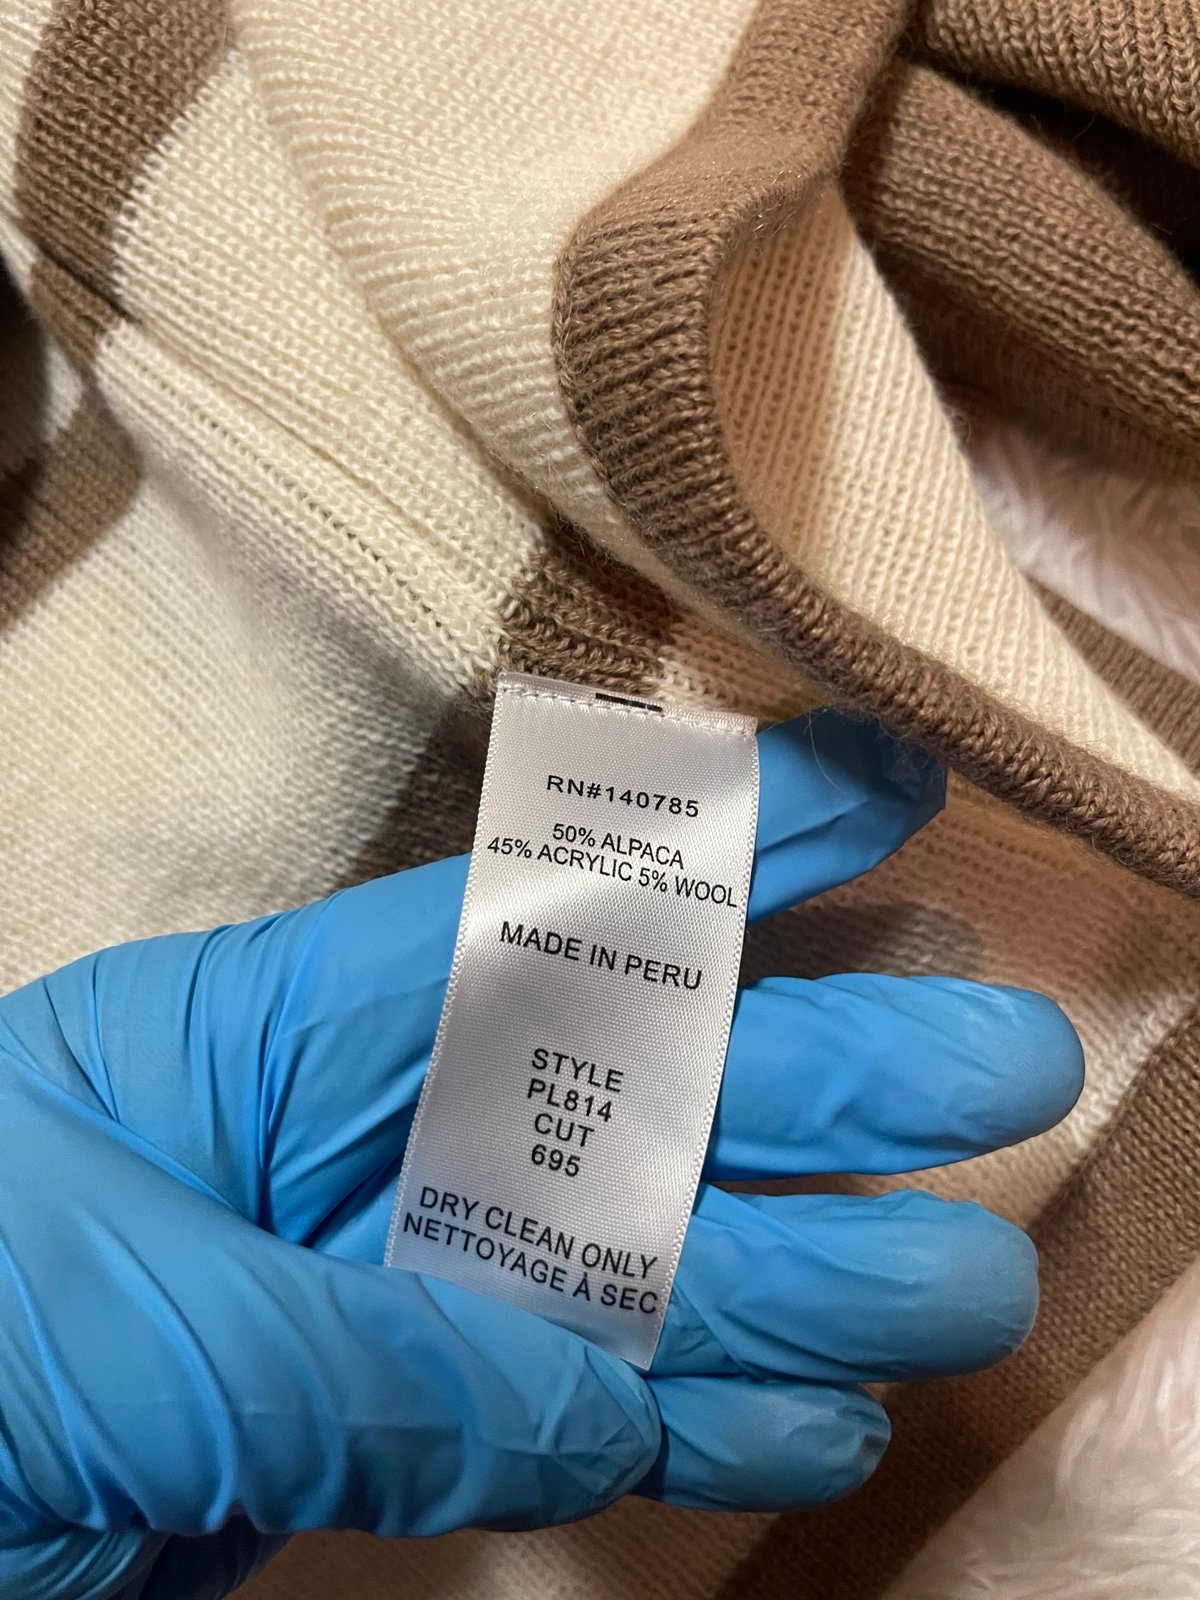 RN#140785
50% ALPACA
45% ACRYLIC 5% WOOL
MADE IN PERU
STYLE
PL814
CUT
695
DRY CLEAN ONLY
NETTOYAGE À SEC